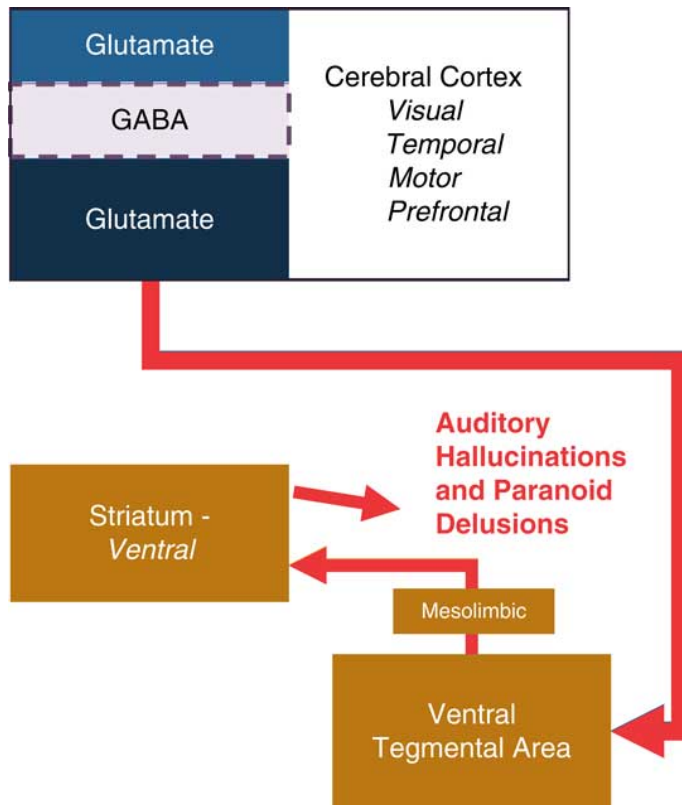 Glutamate
GABA
Glutamate
Cerebral Cortex
Visual
Temporal
Motor
Prefrontal
Auditory
Hallucinations
and Paranoid
Delusions
Striatum -
Ventral
Mesolimbic
Ventral
Tegmental Area